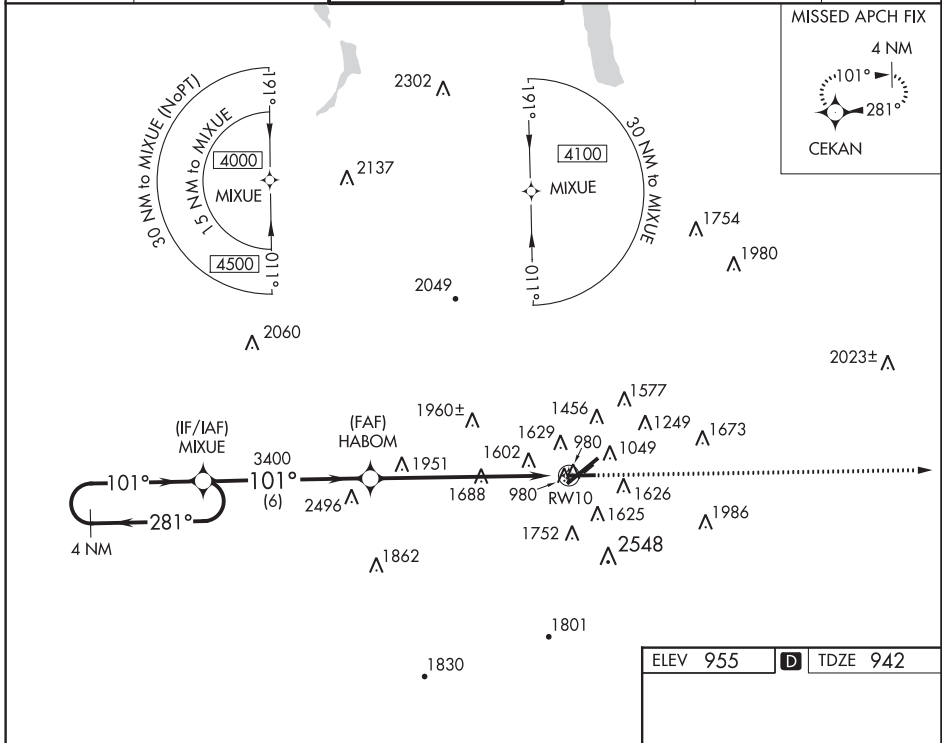 MISSED APCH FIX
4 NM
101°
281°
CEKAN
30 NM to MIXUE (NoPT)
15 NM to MIXUE
191°
4000
MIXUE
4500
011°
2302
2137
191°
4100
MIXUE
30 NM to MIXUE
011°
1754
1980
2049
2060
2023±
(IF/IAF)
MIXUE
3400
101°
(6)
101°
281°
4 NM
(FAF)
HABOM
1960±
1951
2496
1862
1602
1629
1688
980
980
RW10
1456
1577
1249
1049
1673
1626
1625
1752
2548
1986
1801
1830
ELEV 955 D TDZE 942